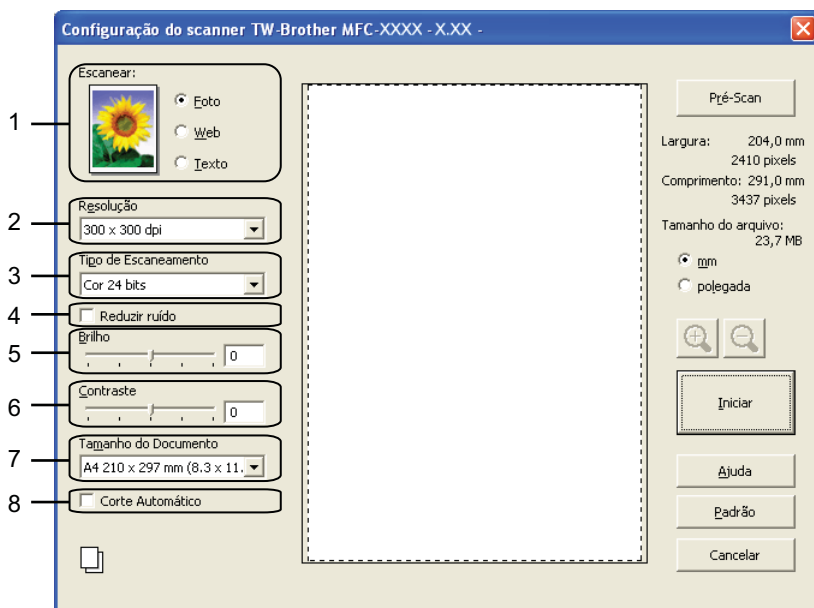 Configuração do scanner TW-Brother MFC-XXXX - X.XX -
1
Escanear:
Foto
Web
Texto
2
Resolução
300 x 300 dpi
3
Tipo de Escaneamento
Cor 24 bits
4
Reduzir ruído
5
Brilho
0
6
Contraste
0
7
Tamanho do Documento
A4 210 x 297 mm (8.3 x 11.
8
Corte Automático
Pré-Scan
Largura: 204,0 mm
2410 pixels
Comprimento: 291,0 mm
3437 pixels
Tamanho do arquivo:
23,7 MB
mm
polegada
Iniciar
Ajuda
Padrão
Cancelar